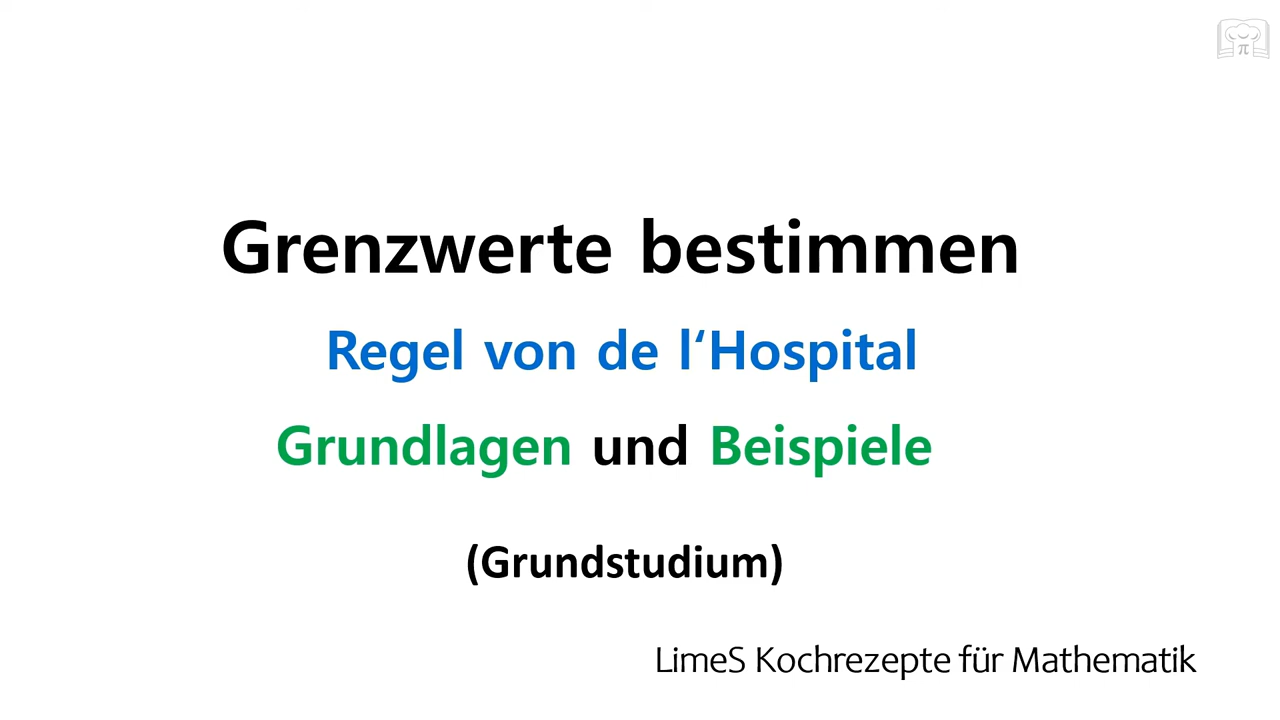 π
Grenzwerte bestimmen
Regel von de l‘Hospital
Grundlagen und Beispiele
(Grundstudium)
LimeS Kochrezepte für Mathematik